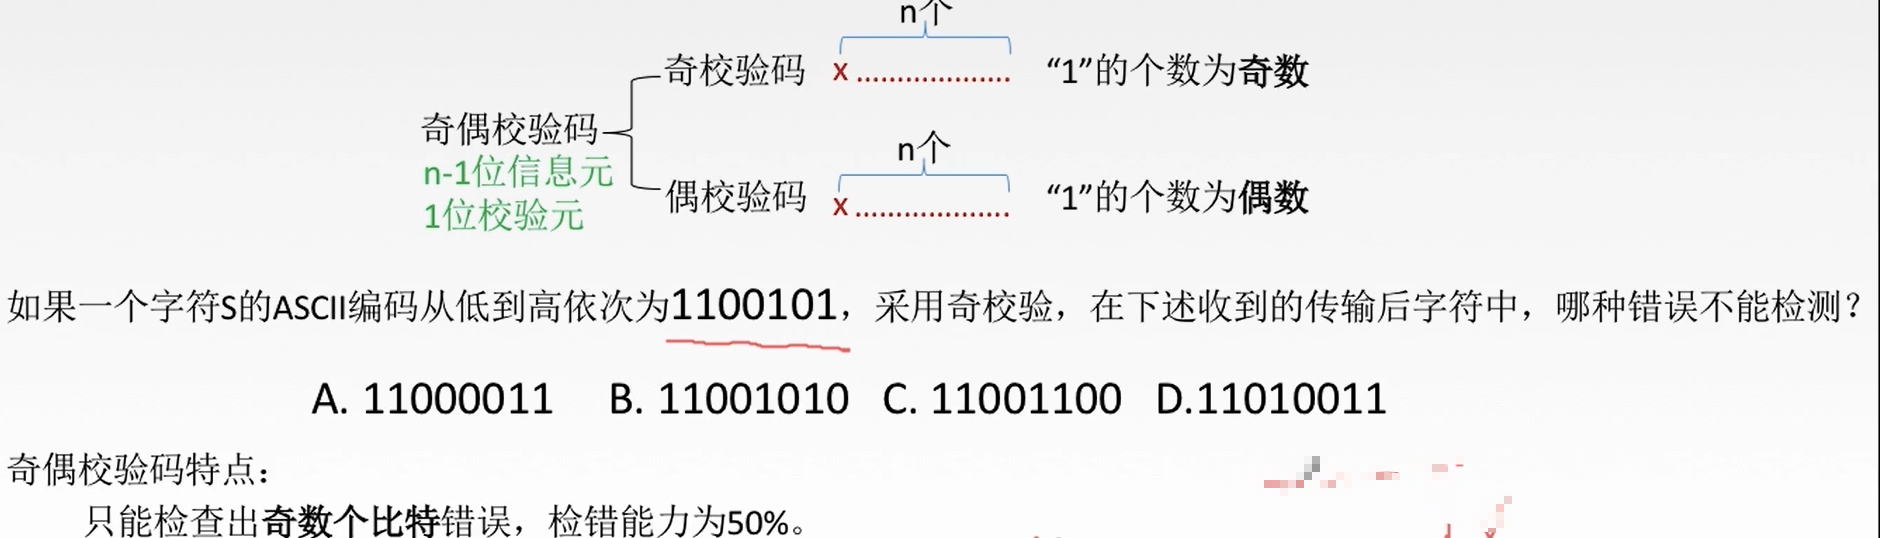 n个
奇校验码 x ................... “1”的个数为奇数
奇偶校验码
n-1位信息元
1位校验元
n个
偶校验码 x ................... “1”的个数为偶数
如果一个字符S的ASCII编码从低到高依次为1100101，采用奇校验，在下述收到的传输后字符中，哪种错误不能检测？
A. 11000011 B. 11001010 C. 11001100 D.11010011
奇偶校验码特点：
只能检查出奇数个比特错误，检错能力为50%。